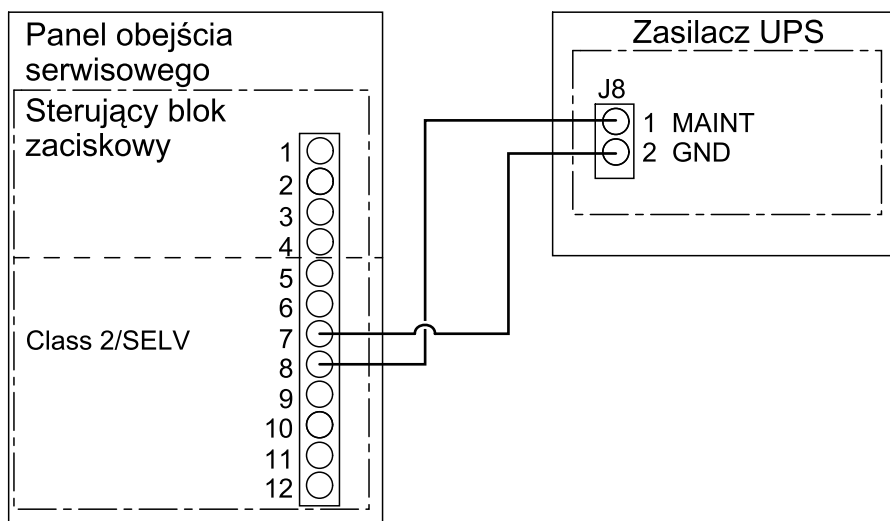 Panel obejścia
serwisowego
Sterujący blok
zaciskowy
1
2
3
4
5
6
Class 2/SELV
7
8
9
10
11
12
Zasilacz UPS
J8
1 MAINT
2 GND